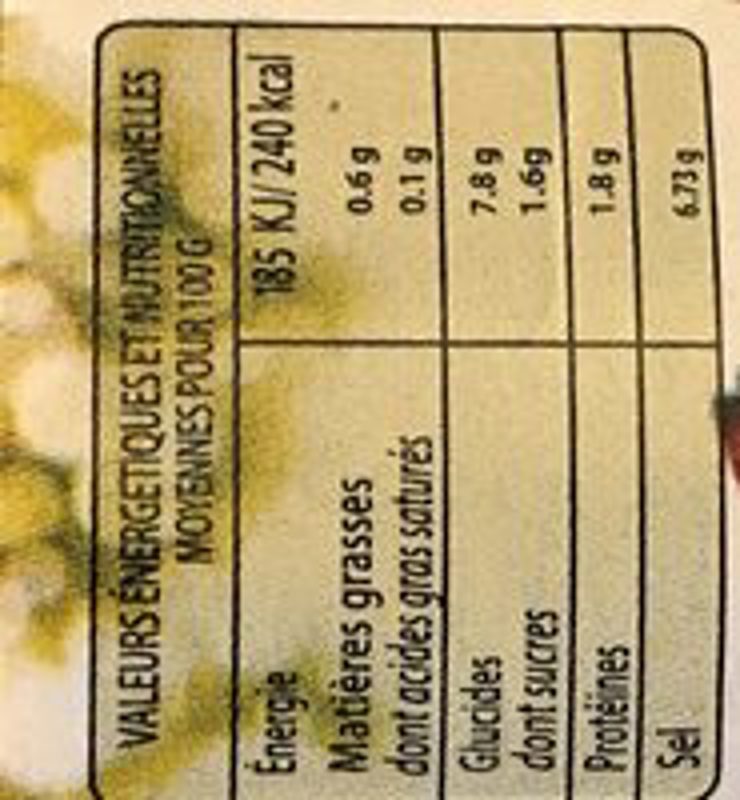 VALEURS ÉNERGETIQUES ET NUTRITIONNELLES
MOYENNES POUR 100 G
Énergie 185 KJ/ 240 kcal
Matières grasses 0.6 g
dont acides gras saturés 0.1 g
Glucides 7.8 g
dont sucres 1.6g
Protéines 1.8 g
Sel 6.73 g